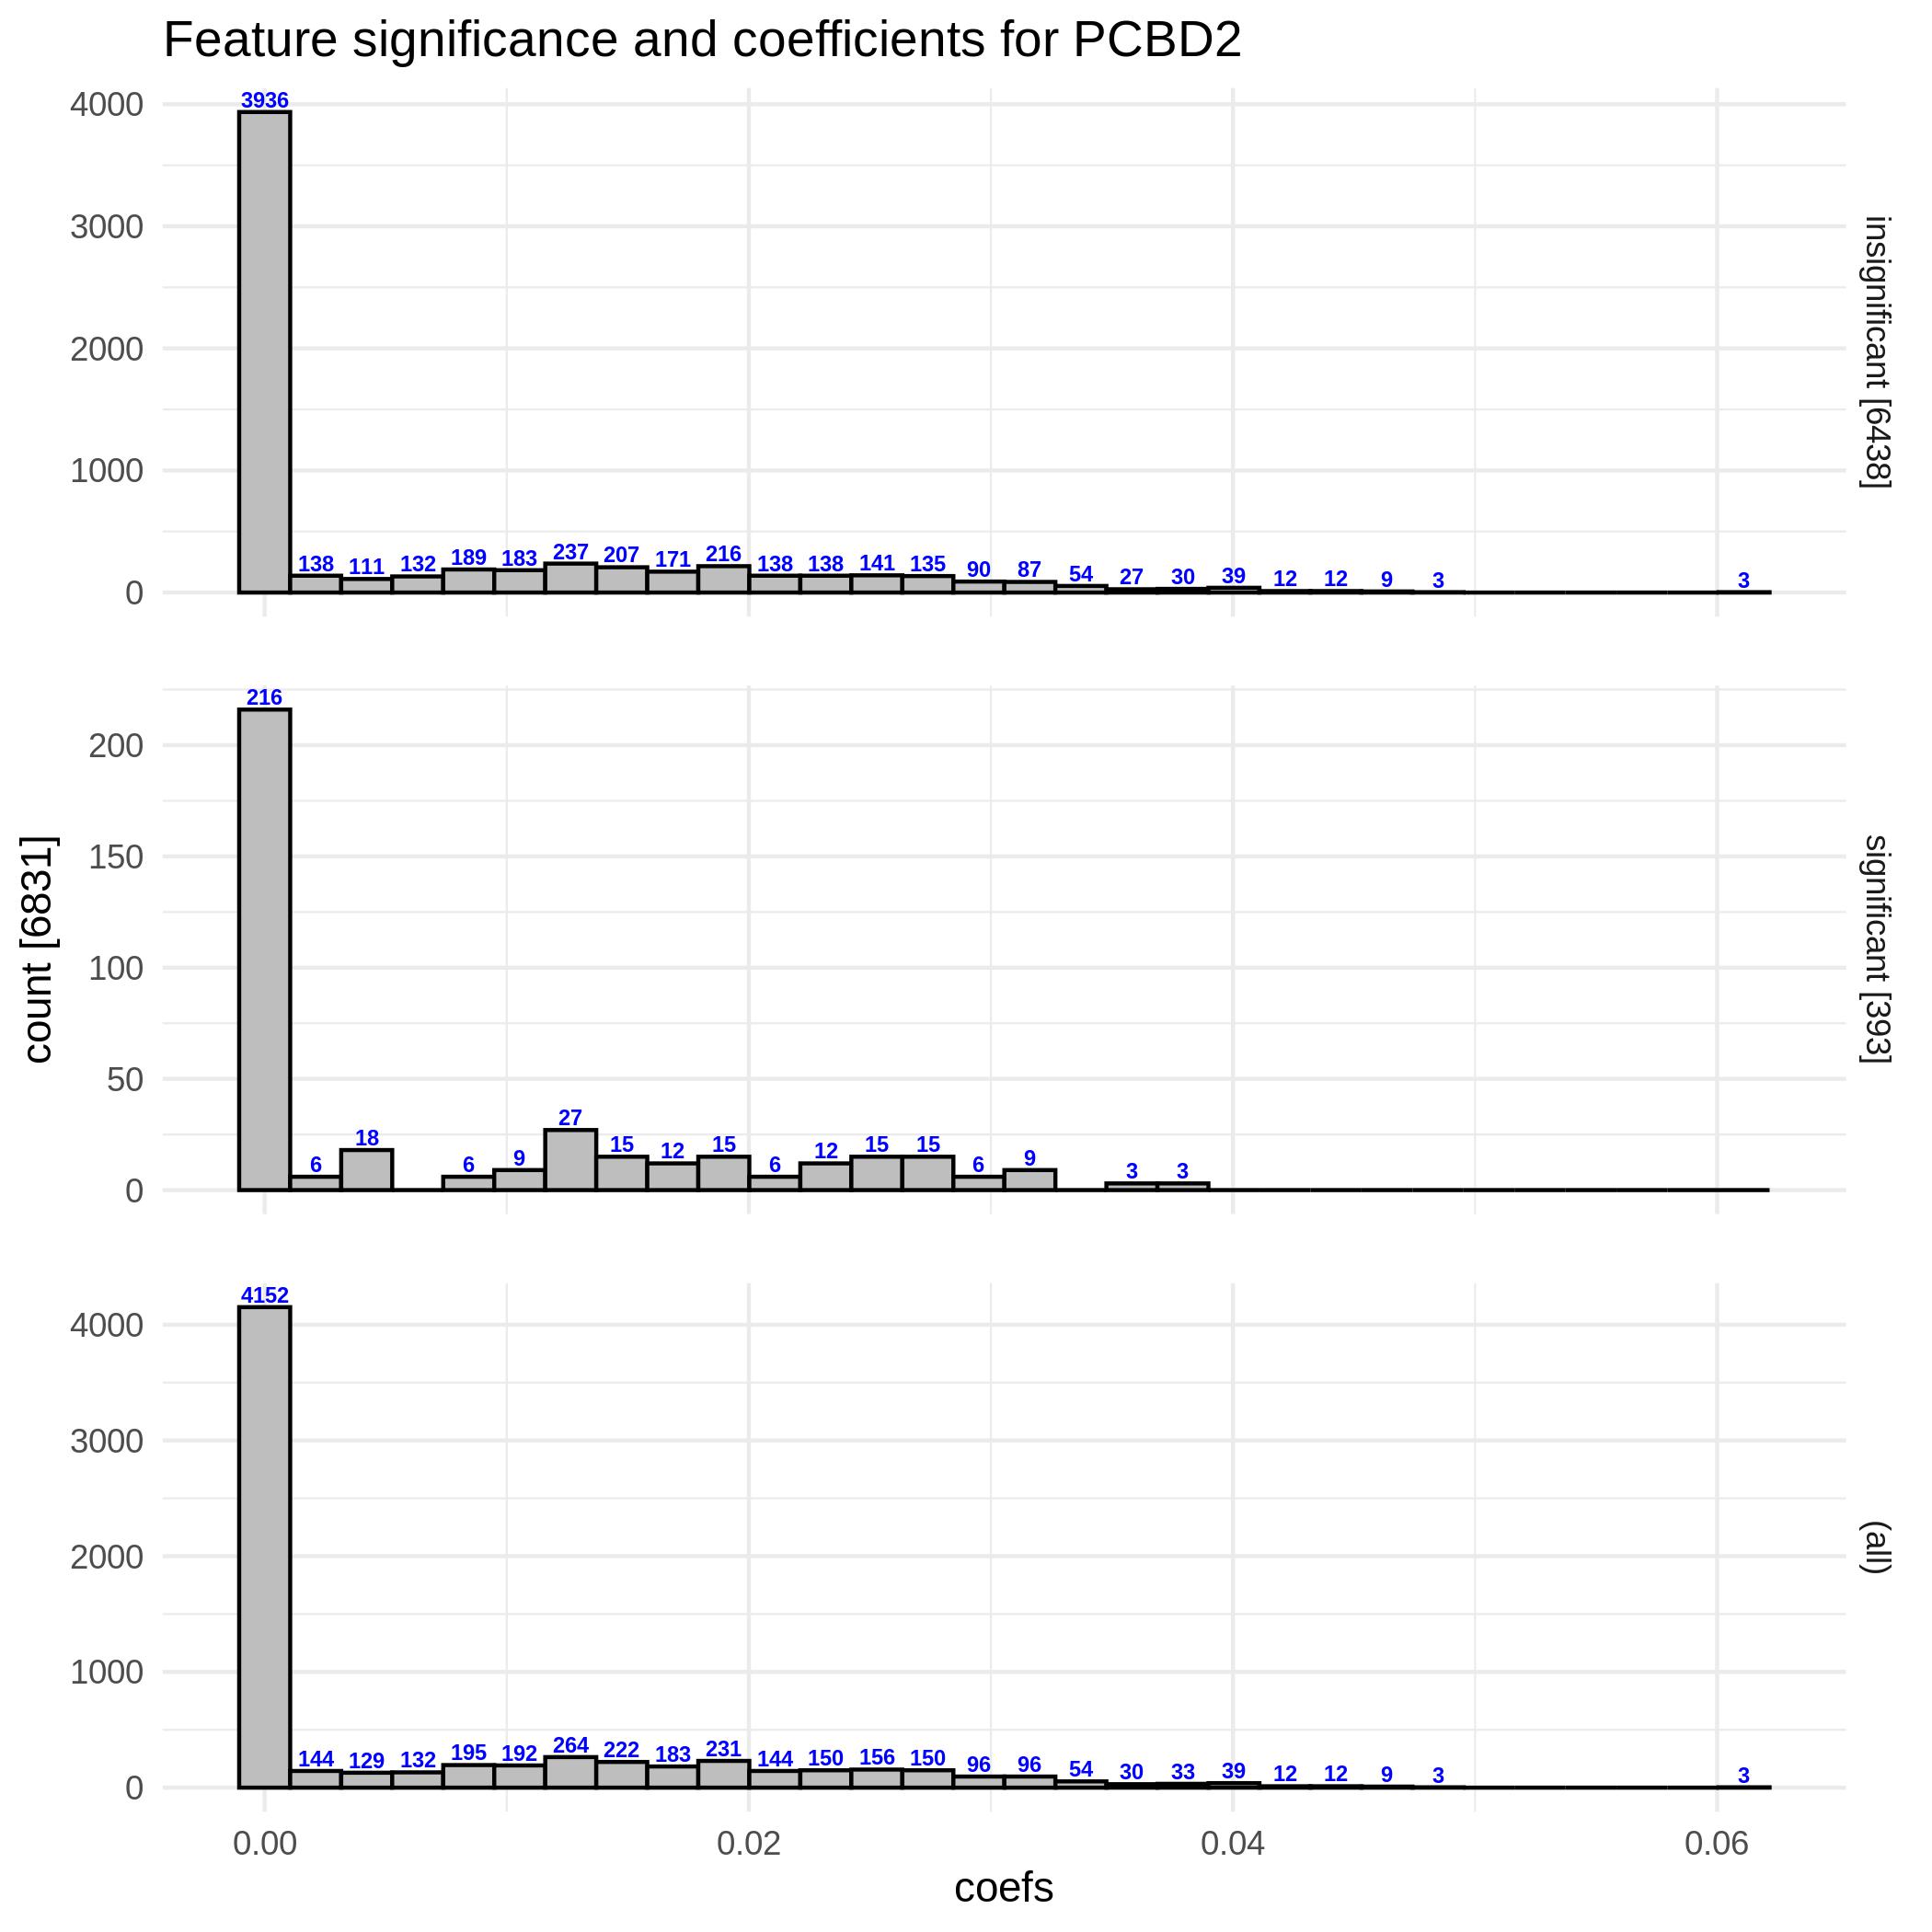 Feature significance and coefficients for PCBD2
4000
3000
2000
1000
0
3936
138 111 132 189 183 237 207 171 216 138 138 141 135 90 87 54 27 30 39 12 12 9 3 3
insignificant [6438]
200
150
100
50
0
216
6 18 6 9 27 15 12 15 6 12 15 15 6 9 3 3
significant [393]
count [6831]
4000
3000
2000
1000
0
4152
144 129 132 195 192 264 222 183 231 144 150 156 150 96 96 54 30 33 39 12 12 9 3 3
(all)
0.00 0.02 0.04 0.06
coefs